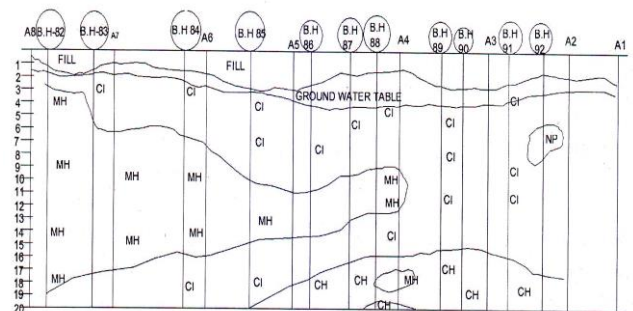 A8 B.H-82 B.H-83 A7 B.H 84 A6 B.H 85 A5 B.H 86 B.H 87 B.H 88 A4 B.H 89 B.H 90 A3 B.H 91 B.H 92 A2 A1
FILL FILL
1
2
3 CI CI GROUND WATER TABLE
4 MH CI CI CI
5 CI CI
6
7 CI NP
8 CI CI
9 MH CI
10 MH MH MH
11 CI CI
12 MH
13 MH
14 MH MH CI
15 MH
16
17 CH
18 MH CI CI CH CH MH
19 CH CH
20 CH